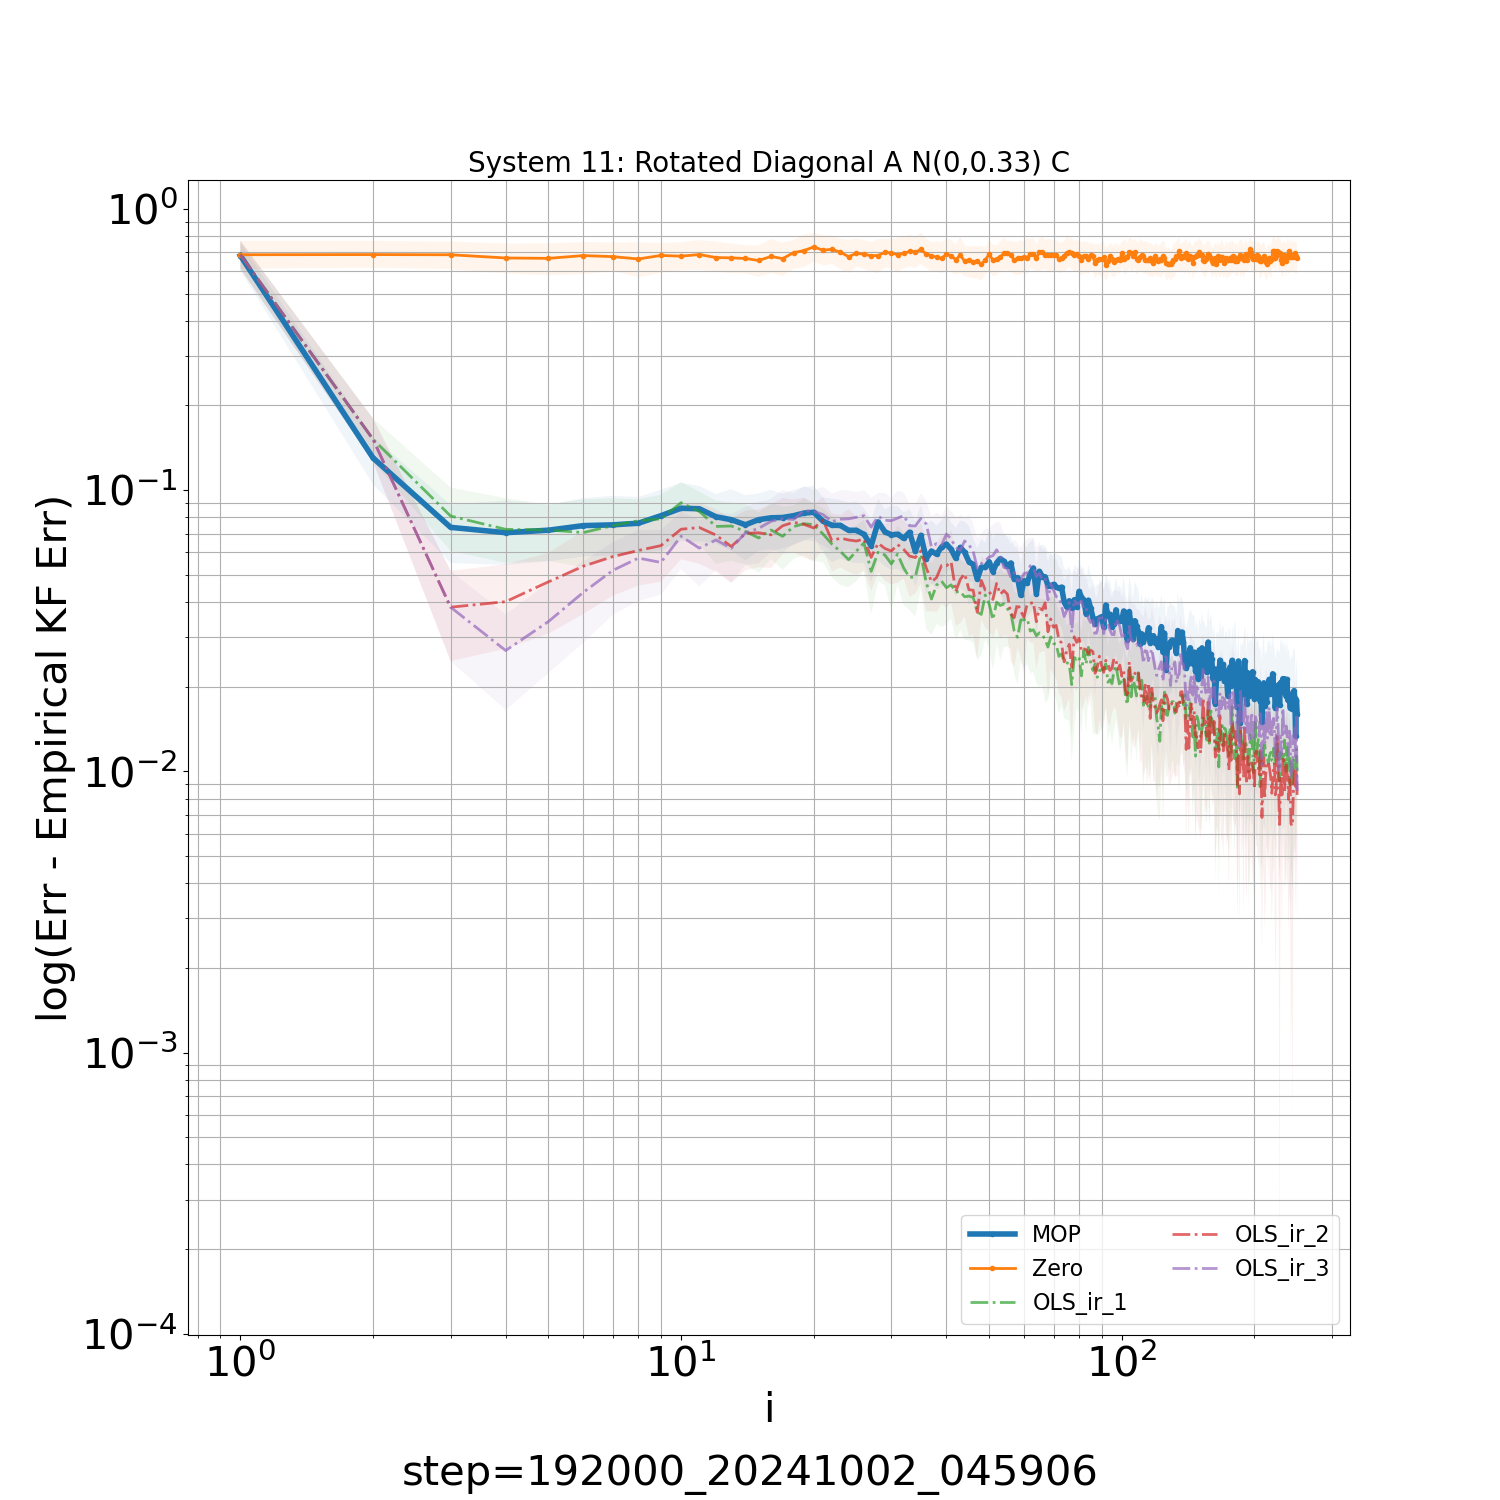 System 11: Rotated Diagonal A N(0,0.33) C
log(Err - Empirical KF Err)
10^0
10^-1
10^-2
10^-3
10^-4
10^0 10^1 10^2
i
MOP
Zero
OLS_ir_1
OLS_ir_2
OLS_ir_3
step=192000_20241002_045906